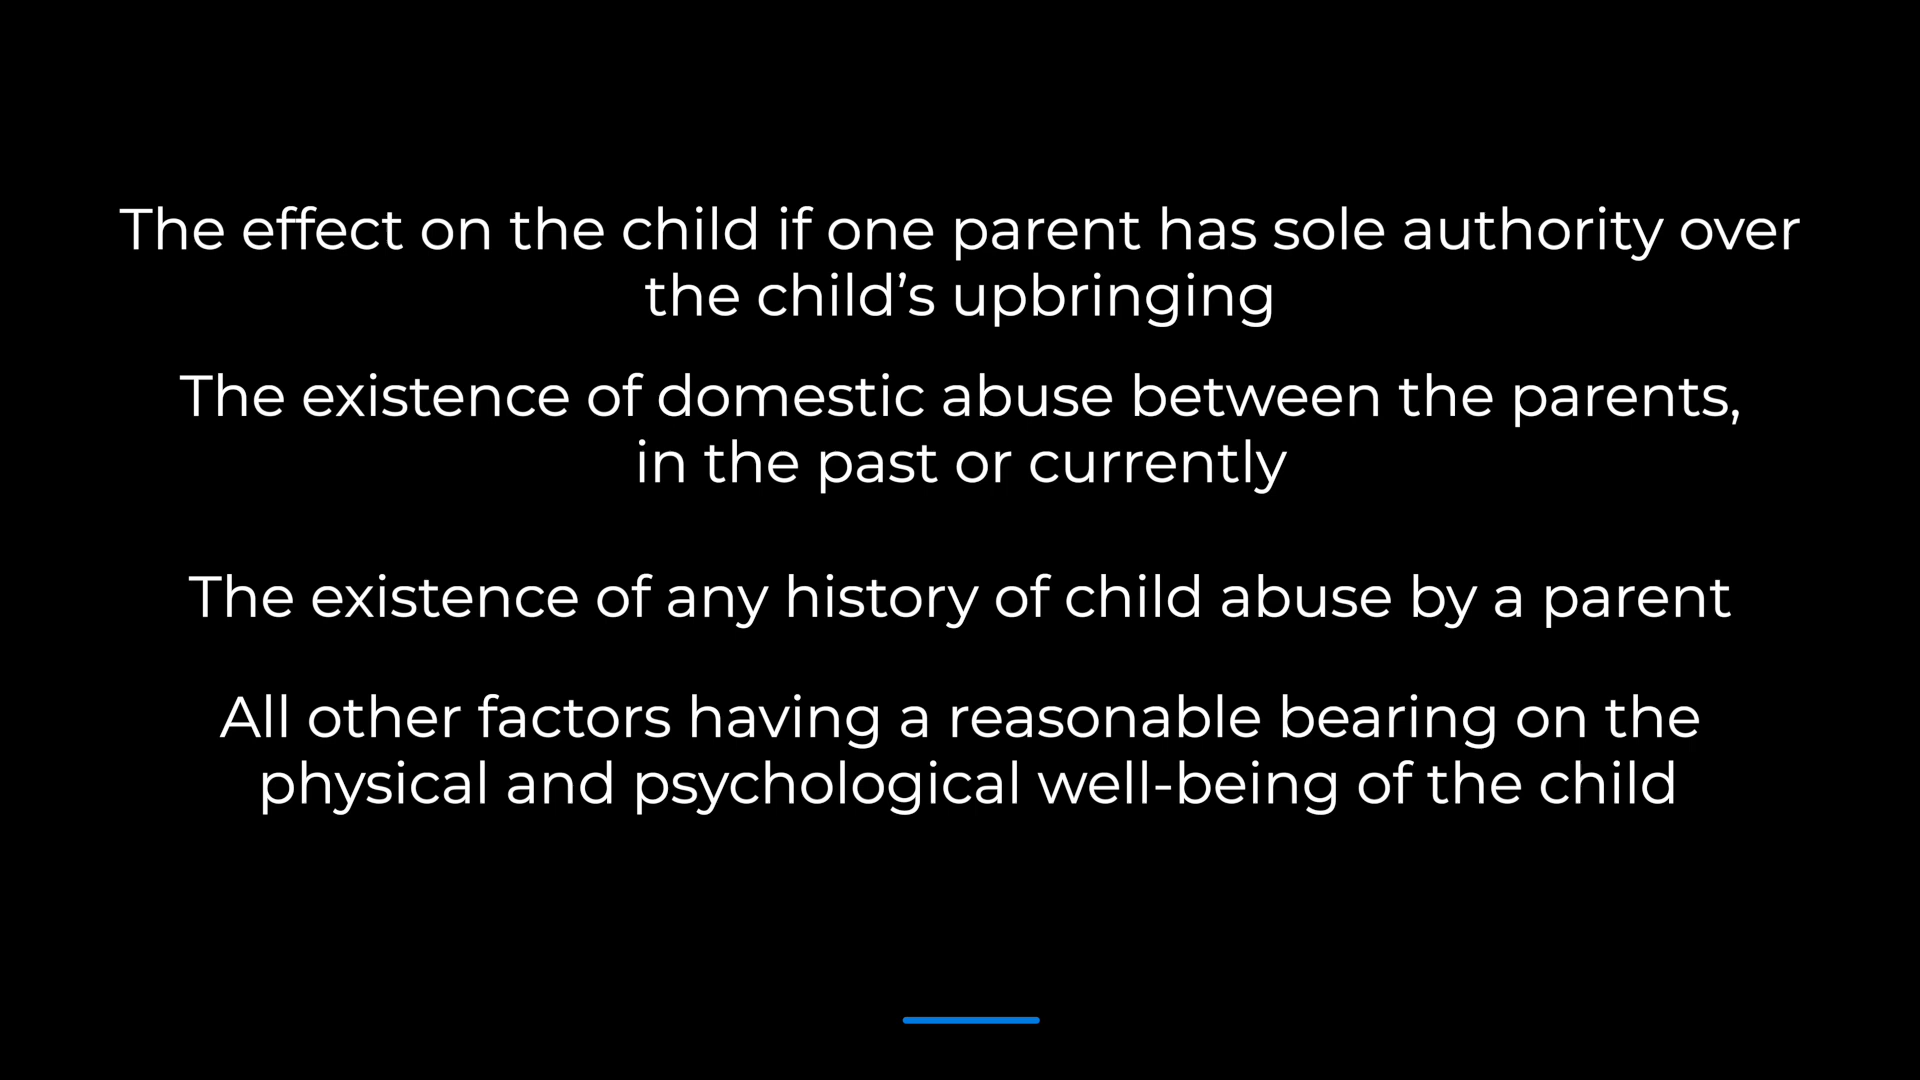 The effect on the child if one parent has sole authority over
the child’s upbringing
The existence of domestic abuse between the parents,
in the past or currently
The existence of any history of child abuse by a parent
All other factors having a reasonable bearing on the
physical and psychological well-being of the child